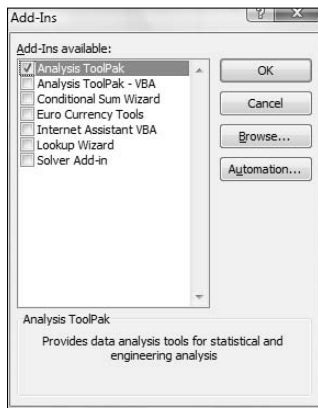 Add-Ins
Add-Ins available:
Analysis ToolPak
Analysis ToolPak - VBA
Conditional Sum Wizard
Euro Currency Tools
Internet Assistant VBA
Lookup Wizard
Solver Add-in
OK
Cancel
Browse...
Automation...
Analysis ToolPak
Provides data analysis tools for statistical and
engineering analysis